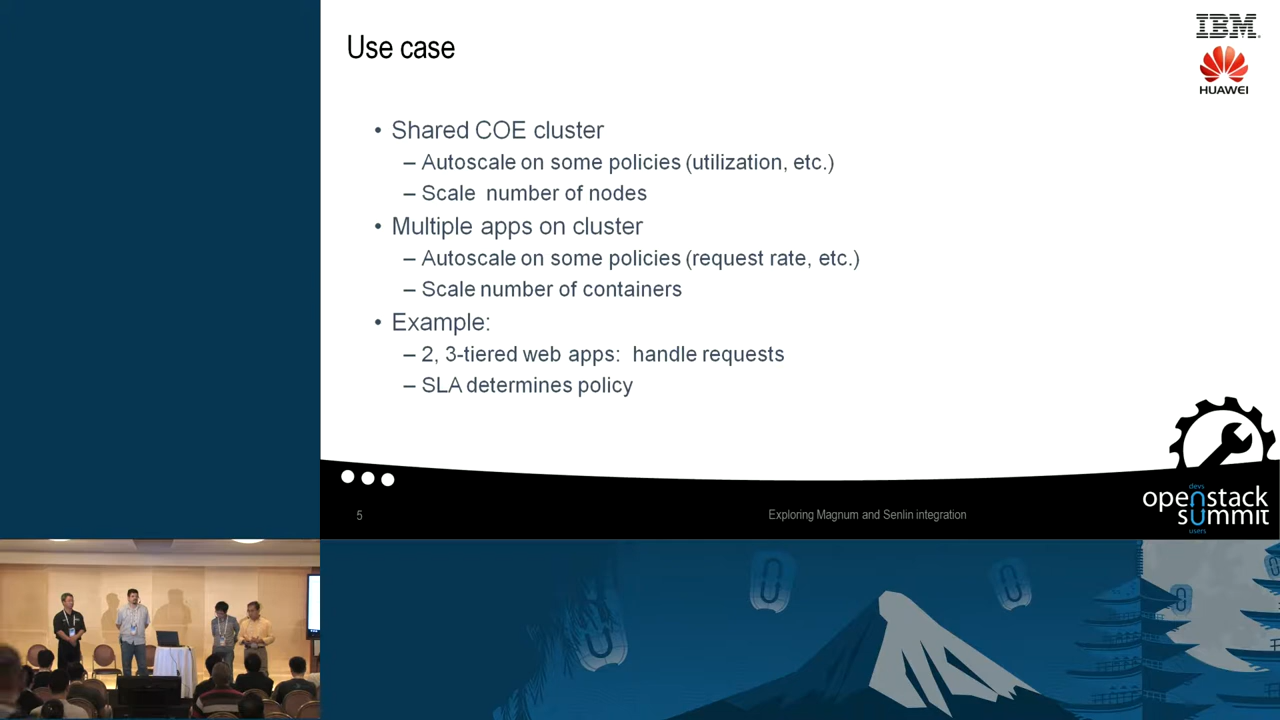 Use case
IBM
HUAWEI
• Shared COE cluster
– Autoscale on some policies (utilization, etc.)
– Scale number of nodes
• Multiple apps on cluster
– Autoscale on some policies (request rate, etc.)
– Scale number of containers
• Example:
– 2, 3-tiered web apps: handle requests
– SLA determines policy
5
Exploring Magnum and Senlin integration
devs
openstack
summit
users